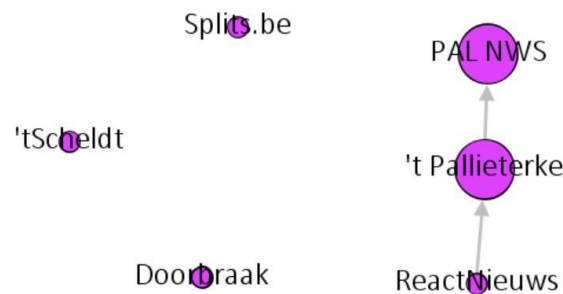 Splits.be
PAL NWS
'tScheldt
't Pallieterke
Doorbraak
ReactNieuws